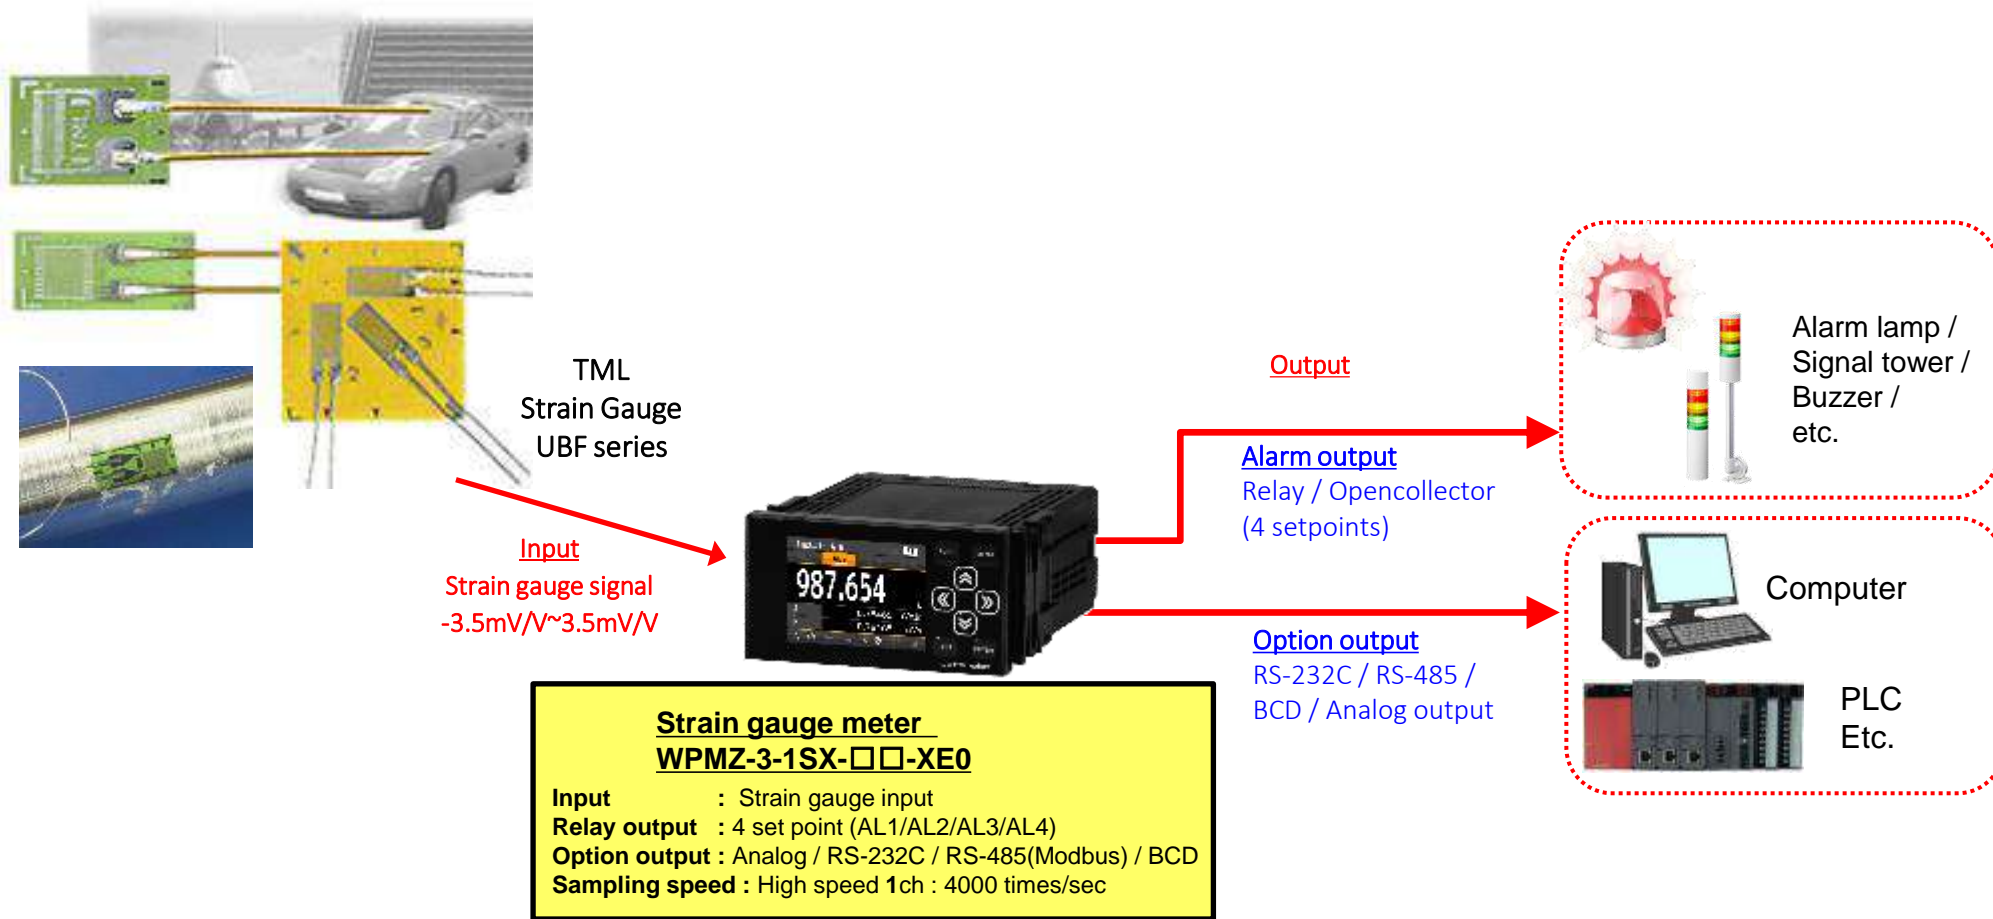 TML
Strain Gauge
UBF series
Input
Strain gauge signal
-3.5mV/V~3.5mV/V
987.654
Output
Alarm output
Relay / Opencollector
(4 setpoints)
Option output
RS-232C / RS-485 /
BCD / Analog output
Alarm lamp /
Signal tower /
Buzzer /
etc.
Computer
PLC
Etc.
Strain gauge meter
WPMZ-3-1SX-□□-XE0
Input : Strain gauge input
Relay output : 4 set point (AL1/AL2/AL3/AL4)
Option output : Analog / RS-232C / RS-485(Modbus) / BCD
Sampling speed : High speed 1ch : 4000 times/sec